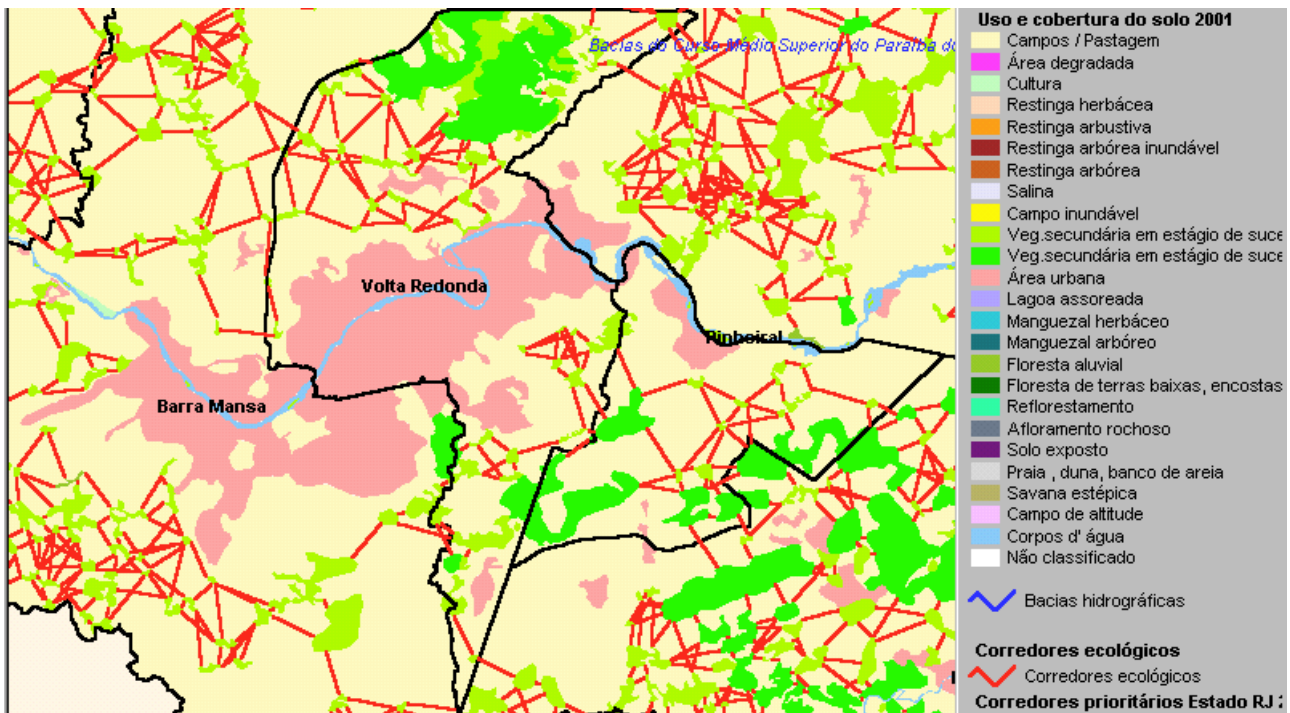 Bacias do Curso Médio Superior do Paraíba do
Volta Redonda
Pinheiral
Barra Mansa
Uso e cobertura do solo 2001
Campos / Pastagem
Área degradada
Cultura
Restinga herbácea
Restinga arbustiva
Restinga arbórea inundável
Restinga arbórea
Salina
Campo inundável
Veg.secundária em estágio de suce
Veg.secundária em estágio de suce
Área urbana
Lagoa assoreada
Manguezal herbáceo
Manguezal arbóreo
Floresta aluvial
Floresta de terras baixas, encostas
Reflorestamento
Afloramento rochoso
Solo exposto
Praia , duna, banco de areia
Savana estépica
Campo de altitude
Corpos d' água
Não classificado
Bacias hidrográficas
Corredores ecológicos
Corredores ecológicos
Corredores prioritários Estado RJ